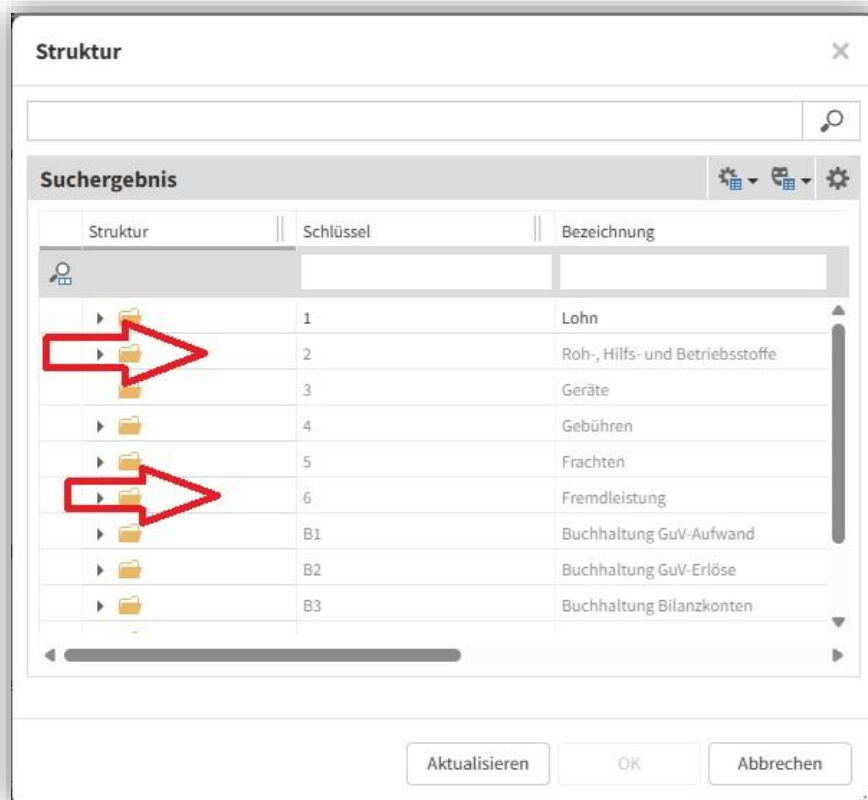 Struktur
Suchergebnis
Struktur Schlüssel Bezeichnung
1 Lohn
2 Roh-, Hilfs- und Betriebsstoffe
3 Geräte
4 Gebühren
5 Frachten
6 Fremdleistung
B1 Buchhaltung GuV-Aufwand
B2 Buchhaltung GuV-Erlöse
B3 Buchhaltung Bilanzkonten
Aktualisieren OK Abbrechen